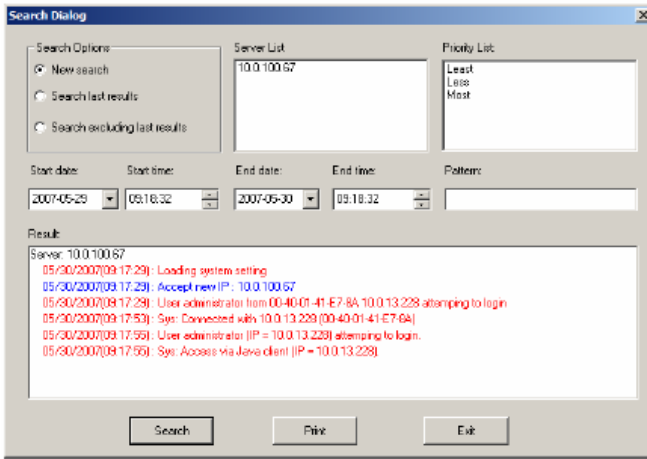 Search Dialog
Search Options
New search
Search last results
Search excluding last results
Server List
10.0.100.67
Priority List:
Least
Less
Most
Start date:
Start time:
End date:
End time:
Pattern:
2007-05-29
09:18:32
2007-05-30
09:18:32
Result:
Server: 10.0.100.67
05/30/2007(09:17:29): Loading system setting
05/30/2007(09:17:29): Accept new IP : 10.0.100.67
05/30/2007(09:17:29): User administrator from 00-40-01-41-E7-8A 10.0.13.228 attemping to login
05/30/2007(09:17:53): Sys: Connected with 10.0.13.228 (00-40-01-41-E7-8A)
05/30/2007(09:17:55): User administrator (IP = 10.0.13.228) attemping to login.
05/30/2007(09:17:55): Sys: Access via Java client (IP = 10.0.13.228)
Search
Print
Exit